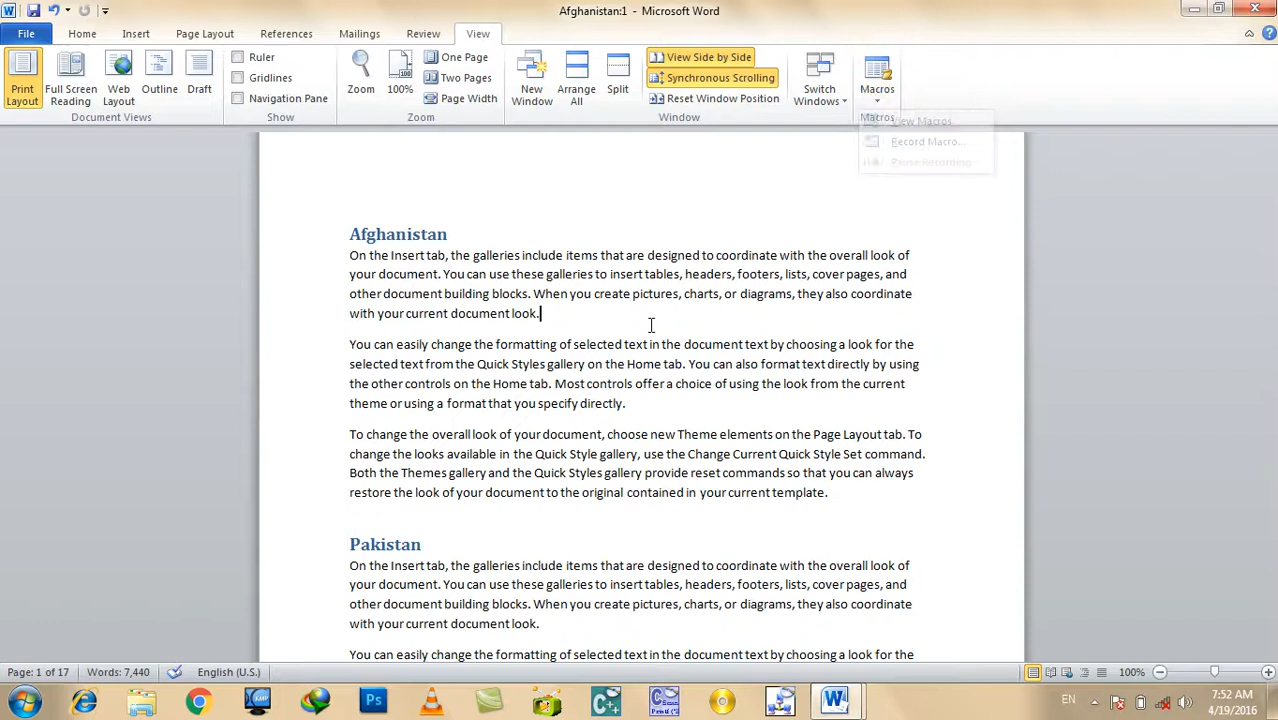 Afghanistan:1 - Microsoft Word
File Home Insert Page Layout References Mailings Review View
Print Layout
Full Screen Reading
Web Layout
Outline
Draft
Document Views
Ruler
Gridlines
Navigation Pane
Show
Zoom
100%
One Page
Two Pages
Page Width
Zoom
New Window
Arrange All
Split
View Side by Side
Synchronous Scrolling
Reset Window Position
Window
Switch Windows
Macros
Macros
View Macros
Record Macro...
Pause Recording
Afghanistan
On the Insert tab, the galleries include items that are designed to coordinate with the overall look of
your document. You can use these galleries to insert tables, headers, footers, lists, cover pages, and
other document building blocks. When you create pictures, charts, or diagrams, they also coordinate
with your current document look.
You can easily change the formatting of selected text in the document text by choosing a look for the
selected text from the Quick Styles gallery on the Home tab. You can also format text directly by using
the other controls on the Home tab. Most controls offer a choice of using the look from the current
theme or using a format that you specify directly.
To change the overall look of your document, choose new Theme elements on the Page Layout tab. To
change the looks available in the Quick Style gallery, use the Change Current Quick Style Set command.
Both the Themes gallery and the Quick Styles gallery provide reset commands so that you can always
restore the look of your document to the original contained in your current template.
Pakistan
On the Insert tab, the galleries include items that are designed to coordinate with the overall look of
your document. You can use these galleries to insert tables, headers, footers, lists, cover pages, and
other document building blocks. When you create pictures, charts, or diagrams, they also coordinate
with your current document look.
You can easily change the formatting of selected text in the document text by choosing a look for the
Page: 1 of 17 Words: 7,440 English (U.S.) 100%
EN 7:52 AM
4/19/2016